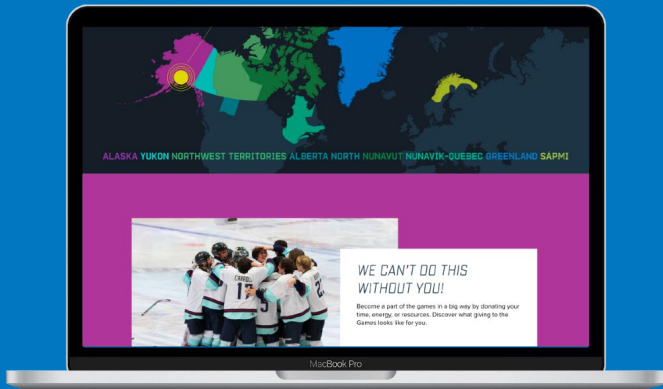 ALASKA YUKON NORTHWEST TERRITORIES ALBERTA NORTH NUNAVUT NUNAVIK-QUEBEC GREENLAND SÁPMI
WE CAN'T DO THIS
WITHOUT YOU!
Become a part of the games in a big way by donating your
time, energy, or resources. Discover what giving to the
Games looks like for you.
MacBook Pro